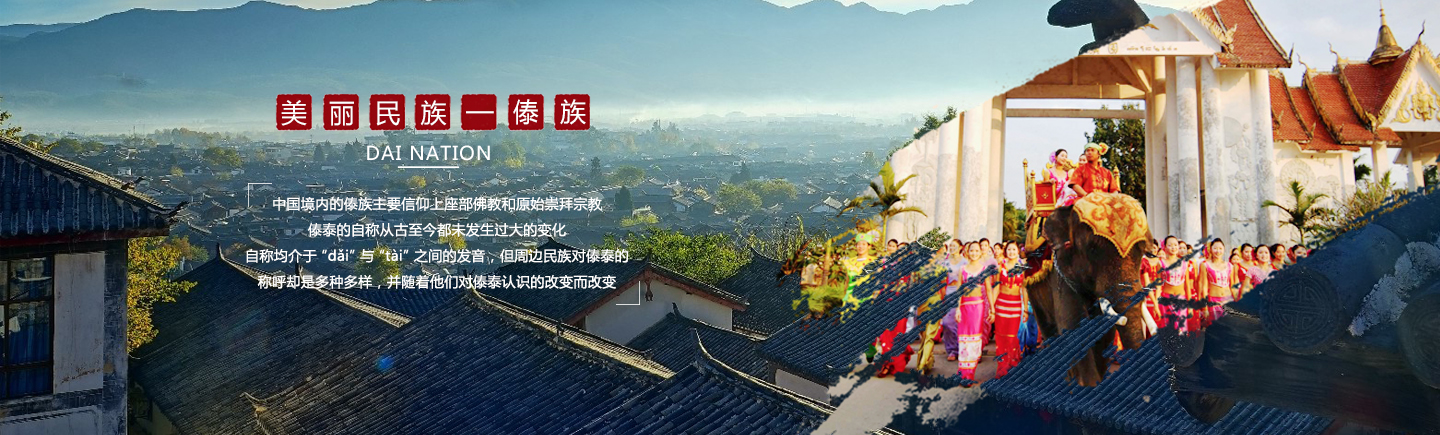 美丽民族一傣族
DAI NATION
中国境内的傣族主要信仰上座部佛教和原始崇拜宗教
傣泰的自称从古至今都未发生过大的变化
自称均介于“dǎi” 与 “tài” 之间的发音，但周边民族对傣泰的
称呼却是多种多样，并随着他们对傣泰认识的改变而改变